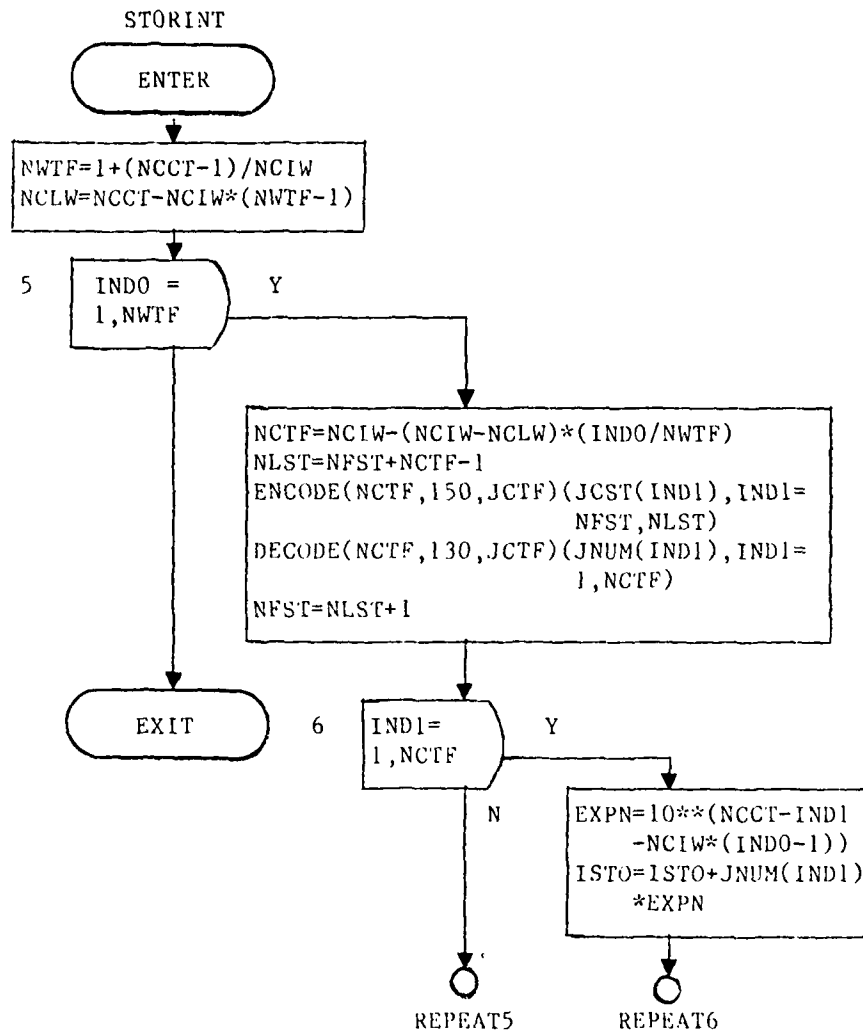 STORINT
ENTER
NWTF=1+(NCCT-1)/NCIW
NCLW=NCCT-NCIW*(NWTF-1)
5
INDO =
1,NWTF
Y
NCTF=NCIW-(NCIW-NCLW)*(INDO/NWTF)
NLST=NFST+NCTF-1
ENCODE(NCTF,150,JCTF)(JCST(IND1),IND1=
NFST,NLST)
DECODE(NCTF,130,JCTF)(JNUM(IND1),IND1=
1,NCTF)
NFST=NLST+1
EXIT
6
IND1=
1,NCTF
Y
N
EXPN=10**(NCCT-IND1
-NCIW*(INDO-1))
ISTO=ISTO+JNUM(IND1)
*EXPN
REPEAT5
REPEAT6